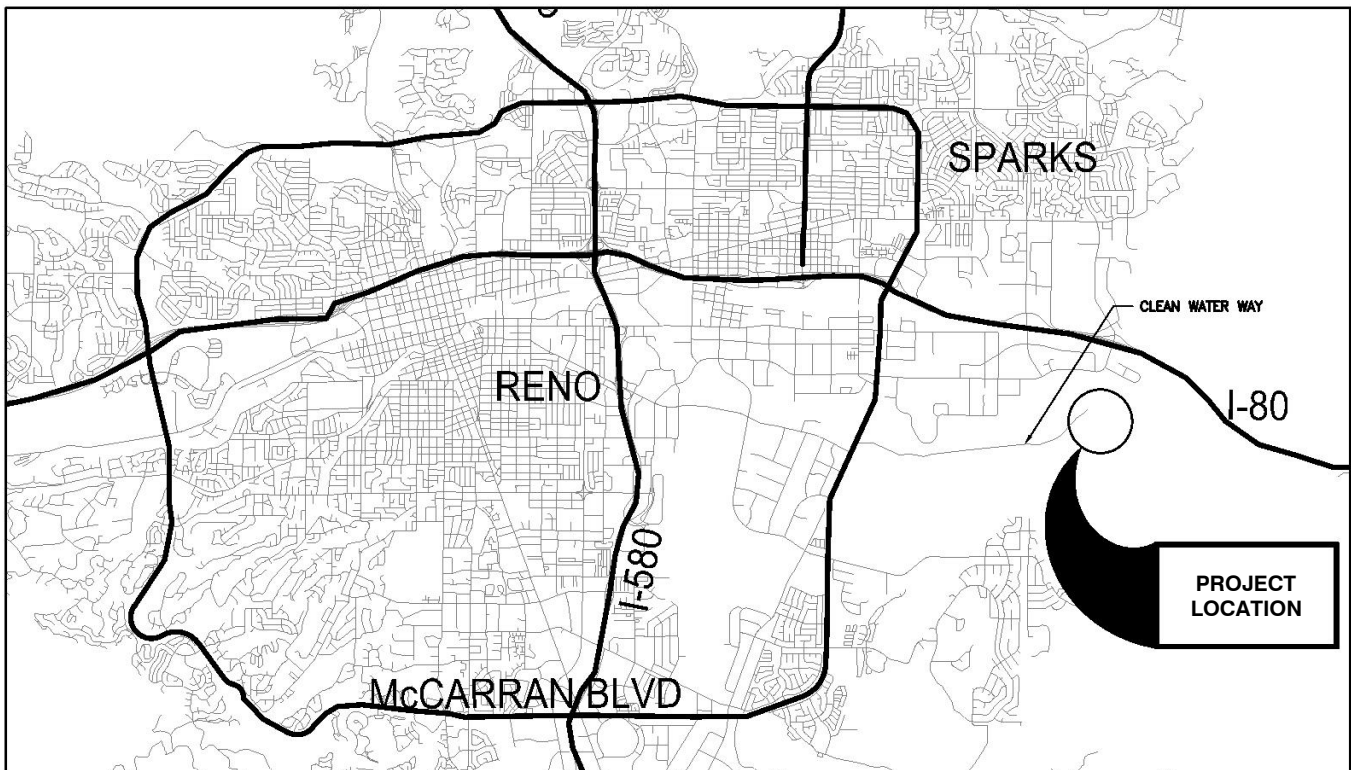 SPARKS
CLEAN WATER WAY
RENO
I-80
I-580
PROJECT
LOCATION
McCARRAN BLVD